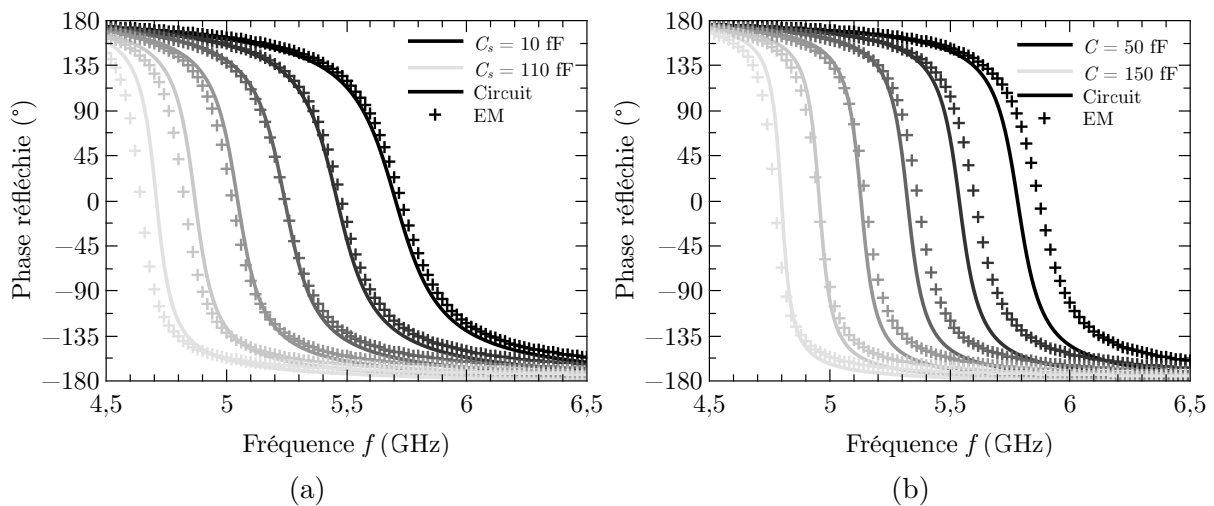 180
135
90
45
0
−45
−90
−135
−180
Phase réfléchie (°)
C_s = 10 fF
C_s = 110 fF
Circuit
EM
4,5 5 5,5 6 6,5
Fréquence f (GHz)
(a)
180
135
90
45
0
−45
−90
−135
−180
Phase réfléchie (°)
C = 50 fF
C = 150 fF
Circuit
EM
4,5 5 5,5 6 6,5
Fréquence f (GHz)
(b)